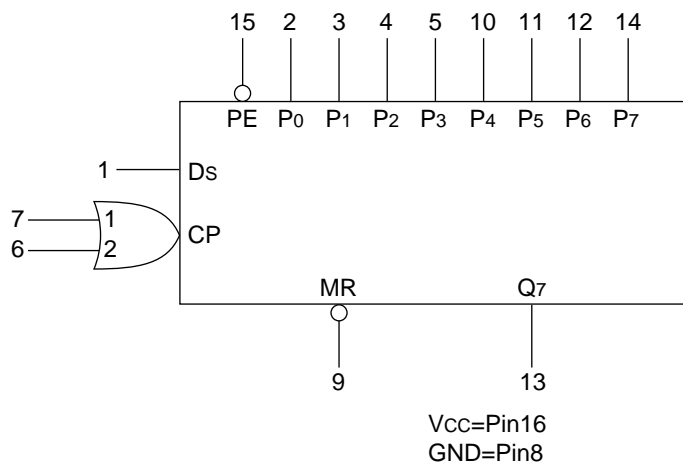 15 2 3 4 5 10 11 12 14
PE P0 P1 P2 P3 P4 P5 P6 P7
1 DS
7 1 CP
6 2
MR Q7
9 13
VCC=Pin16
GND=Pin8